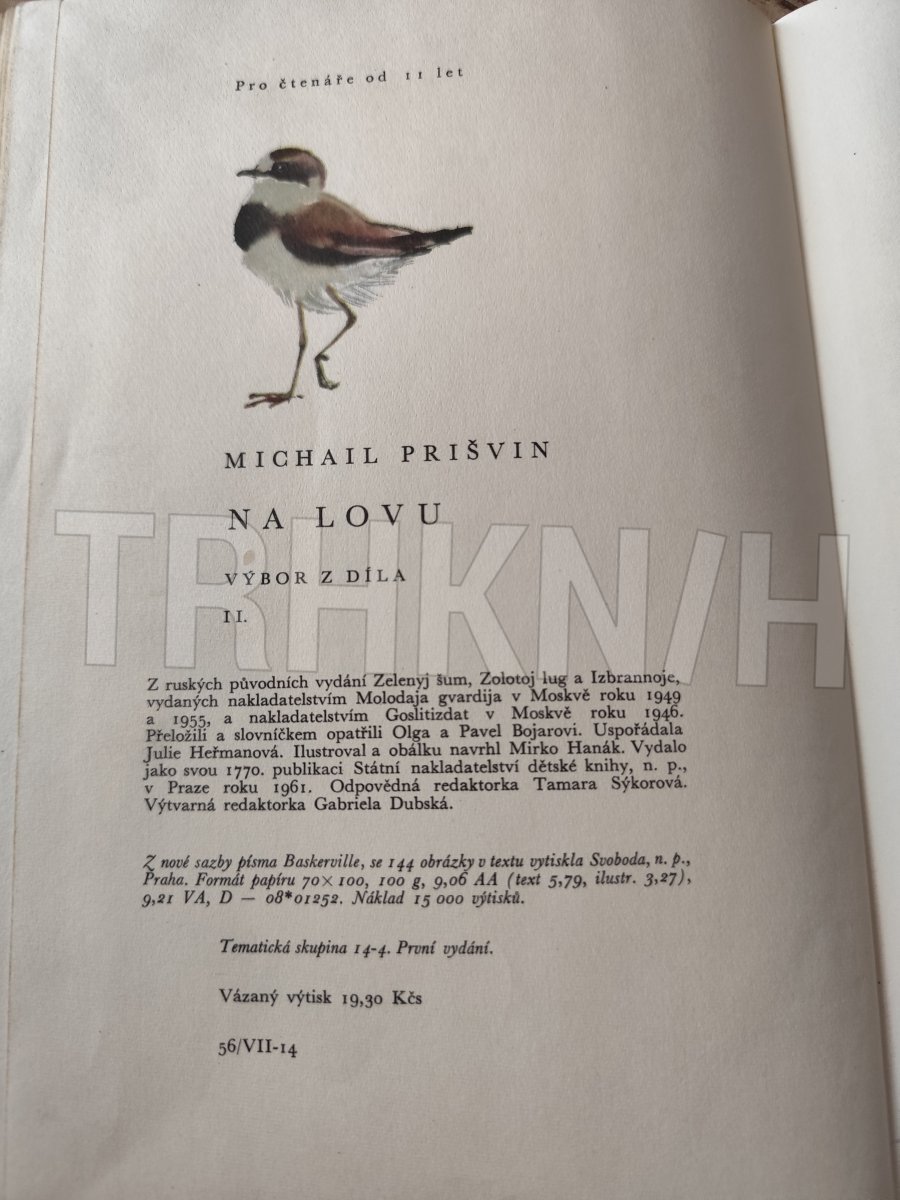 Pro čtenáře od 11 let
MICHAIL PRIŠVIN
NA LOVU
VÝBOR Z DÍLA
II.
TRHKN/H
Z ruských původních vydání Zelenyj šum, Zolotoj lug a Izbrannoje,
vydaných nakladatelstvím Molodaja gvardija v Moskvě roku 1949
a 1955, a nakladatelstvím Goslitizdat v Moskvě roku 1946.
Přeložili a slovníčkem opatřili Olga a Pavel Bojarovi. Uspořádala
Julie Heřmanová. Ilustroval a obálku navrhl Mirko Hanák. Vydalo
jako svou 1770. publikaci Státní nakladatelství dětské knihy, n. p.,
v Praze roku 1961. Odpovědná redaktorka Tamara Sýkorová.
Výtvarná redaktorka Gabriela Dubská.
Z nové sazby písma Baskerville, se 144 obrázky v textu vytiskla Svoboda, n. p.,
Praha. Formát papíru 70×100, 100 g, 9,06 AA (text 5,79, ilustr. 3,27),
9,21 VA, D — 08*01252. Náklad 15 000 výtisků.
Tematická skupina 14-4. První vydání.
Vázaný výtisk 19,30 Kčs
56/VII-14